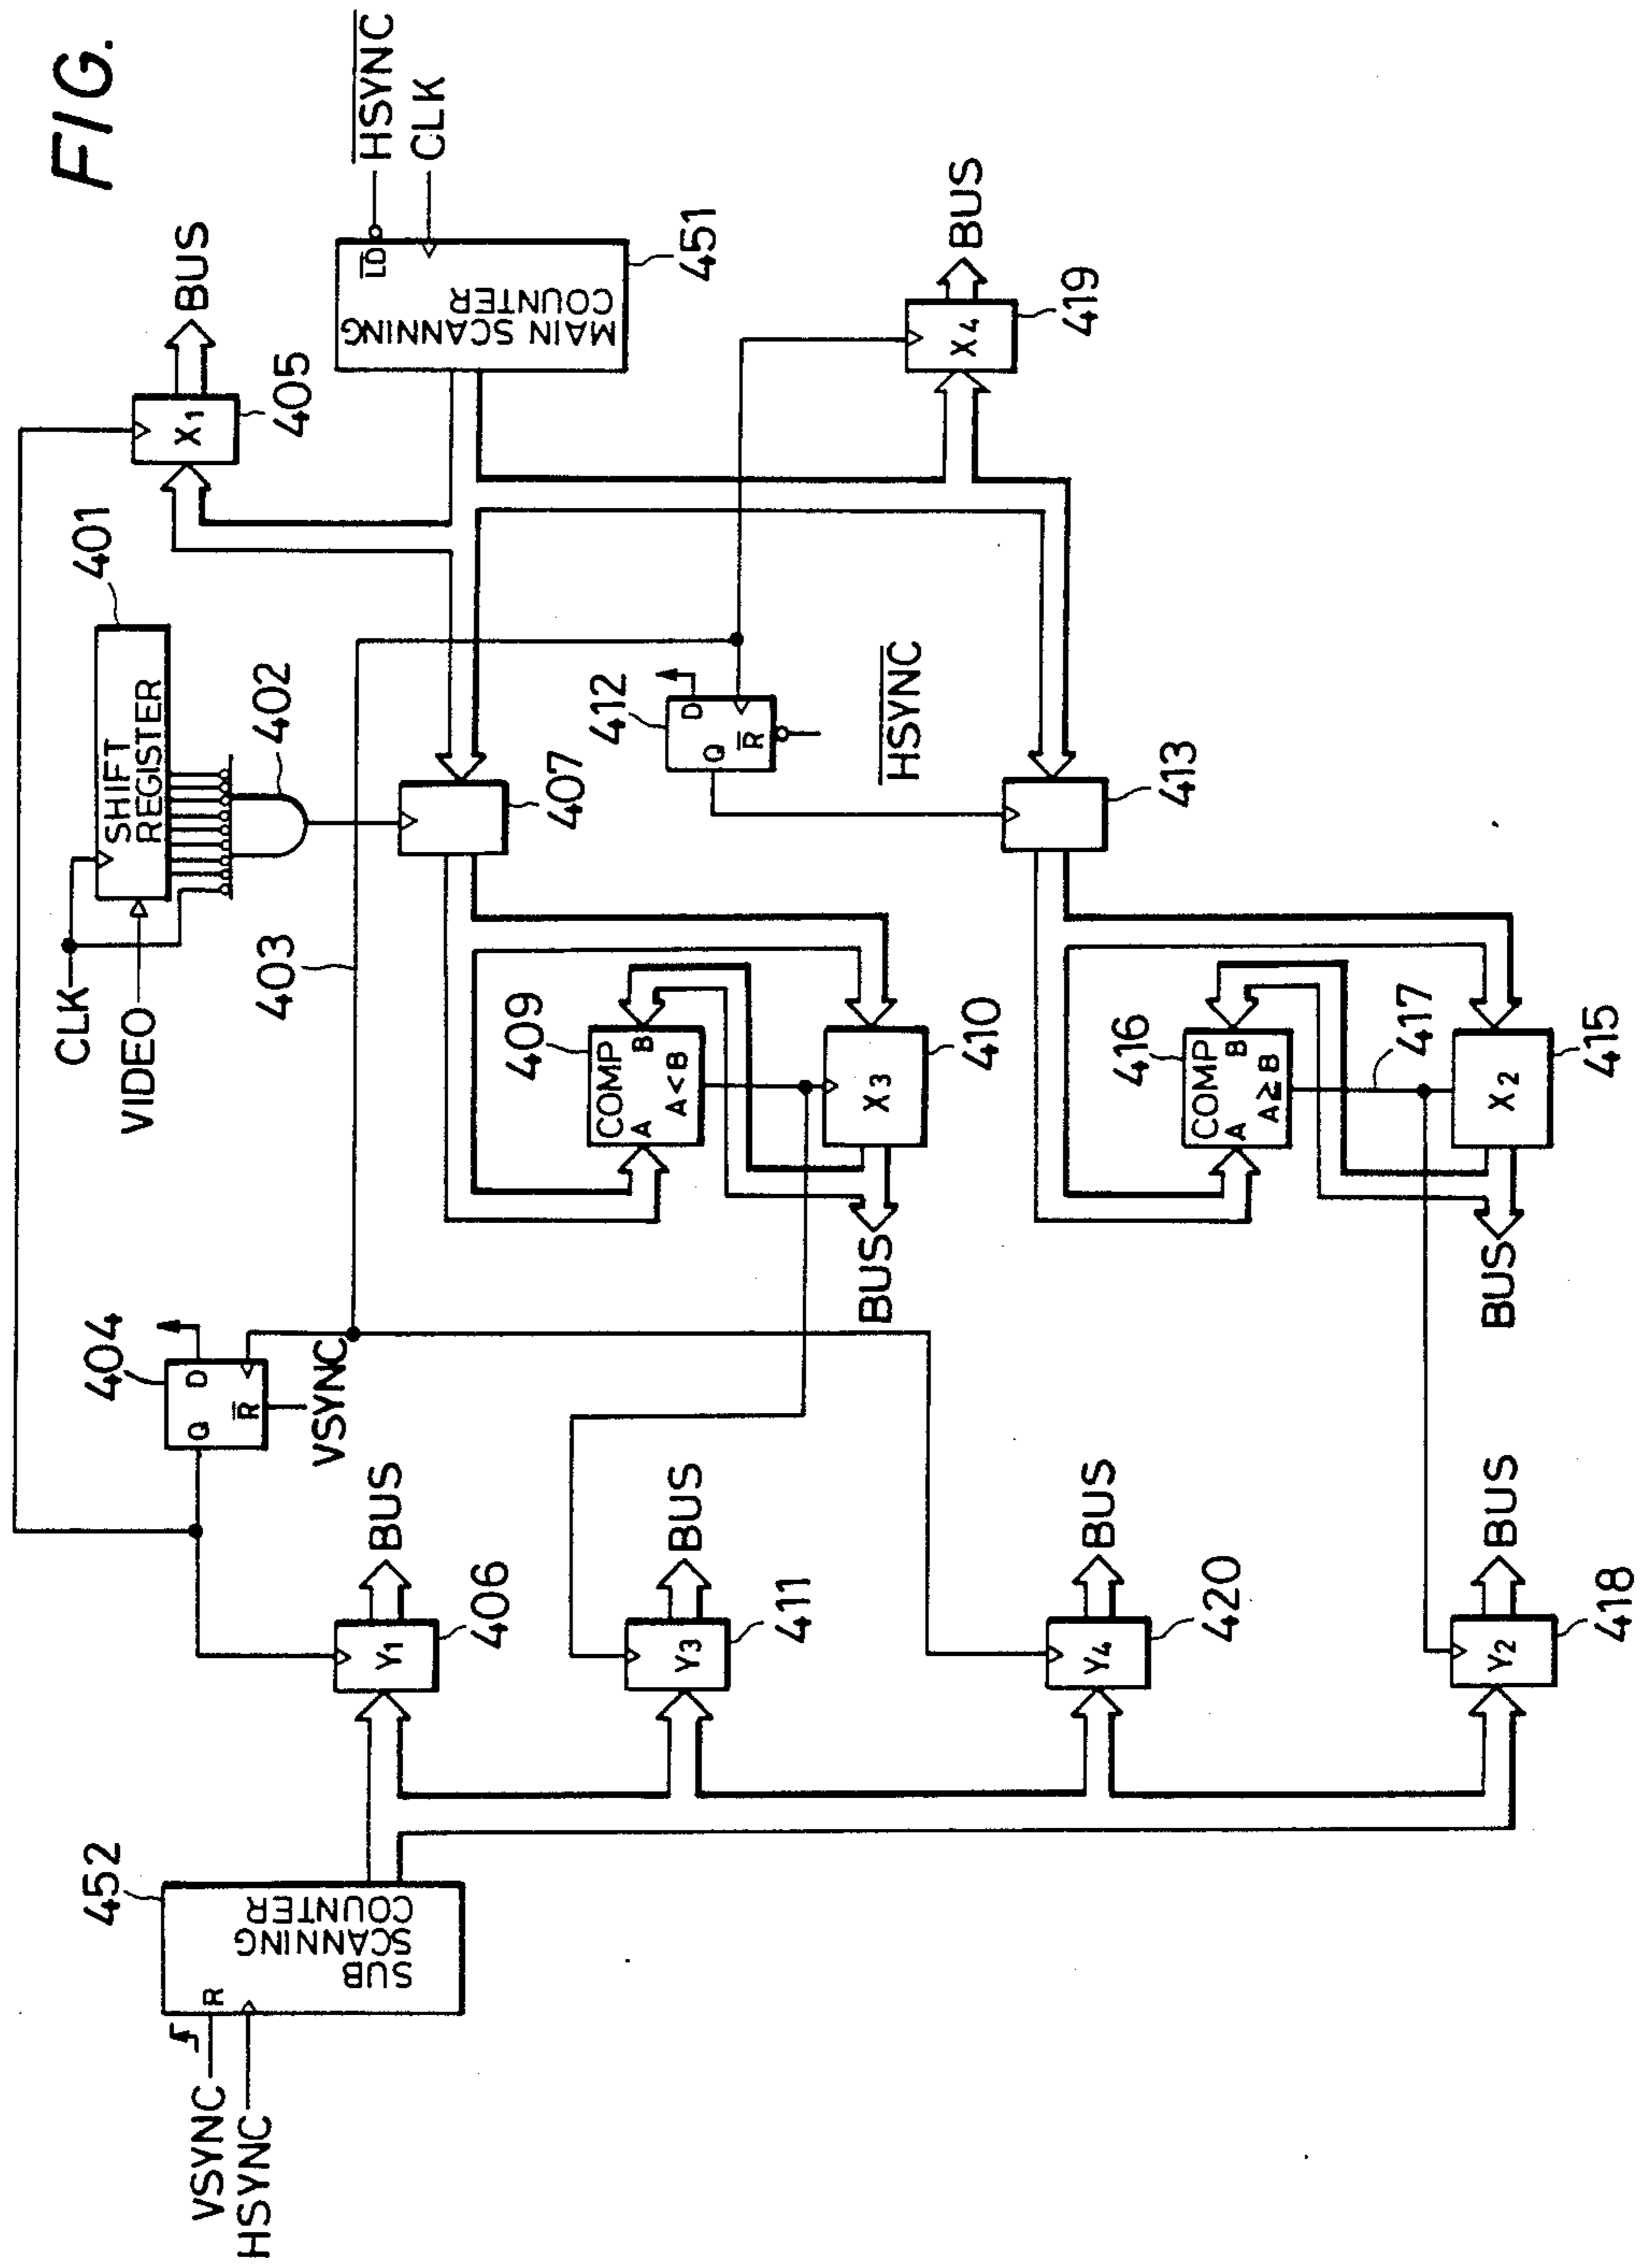 FIG.
HSYNC
CLK
LD
MAIN SCANNING
COUNTER
451
BUS
X1
405
BUS
X4
419
401
SHIFT
REGISTER
402
CLK
VIDEO
403
407
412
D
Q
R
HSYNC
413
409
COMP
A
B
A<B
X3
410
BUS
416
COMP
A
B
A≧B
417
X2
415
BUS
404
D
Q
R
VSYNC
Y1
406
BUS
Y3
411
BUS
Y4
420
BUS
Y2
418
BUS
452
SUB
SCANNING
COUNTER
R
VSYNC
HSYNC